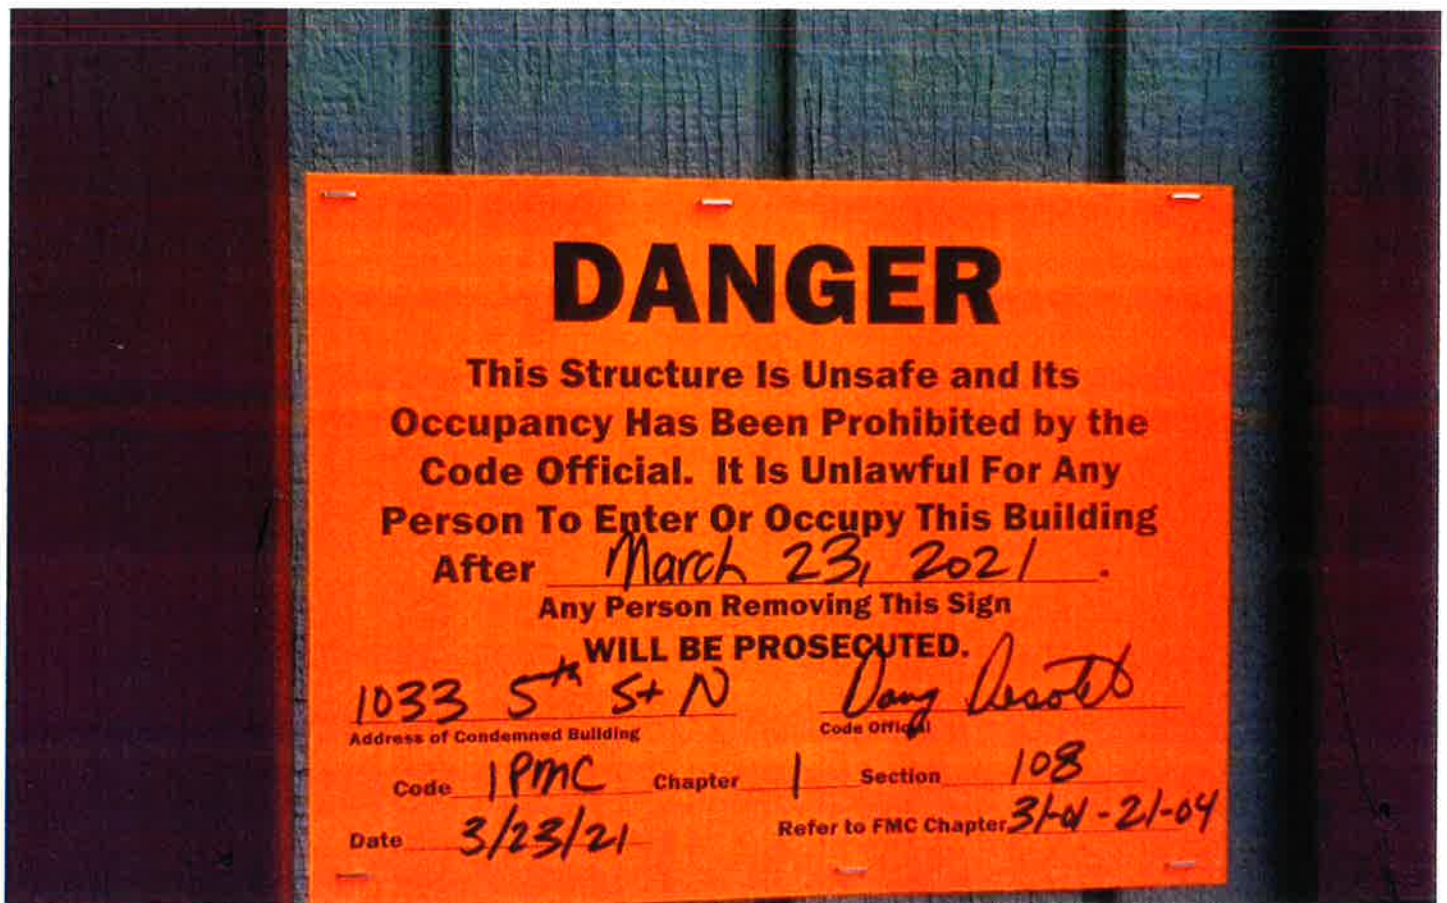 DANGER
This Structure Is Unsafe and Its
Occupancy Has Been Prohibited by the
Code Official. It Is Unlawful For Any
Person To Enter Or Occupy This Building
After March 23, 2021.
Any Person Removing This Sign
WILL BE PROSECUTED.
1033 5th St N
Address of Condemned Building Code Official
Code IPMC Chapter 1 Section 108
Date 3/23/21 Refer to FMC Chapter 31-01-21-04